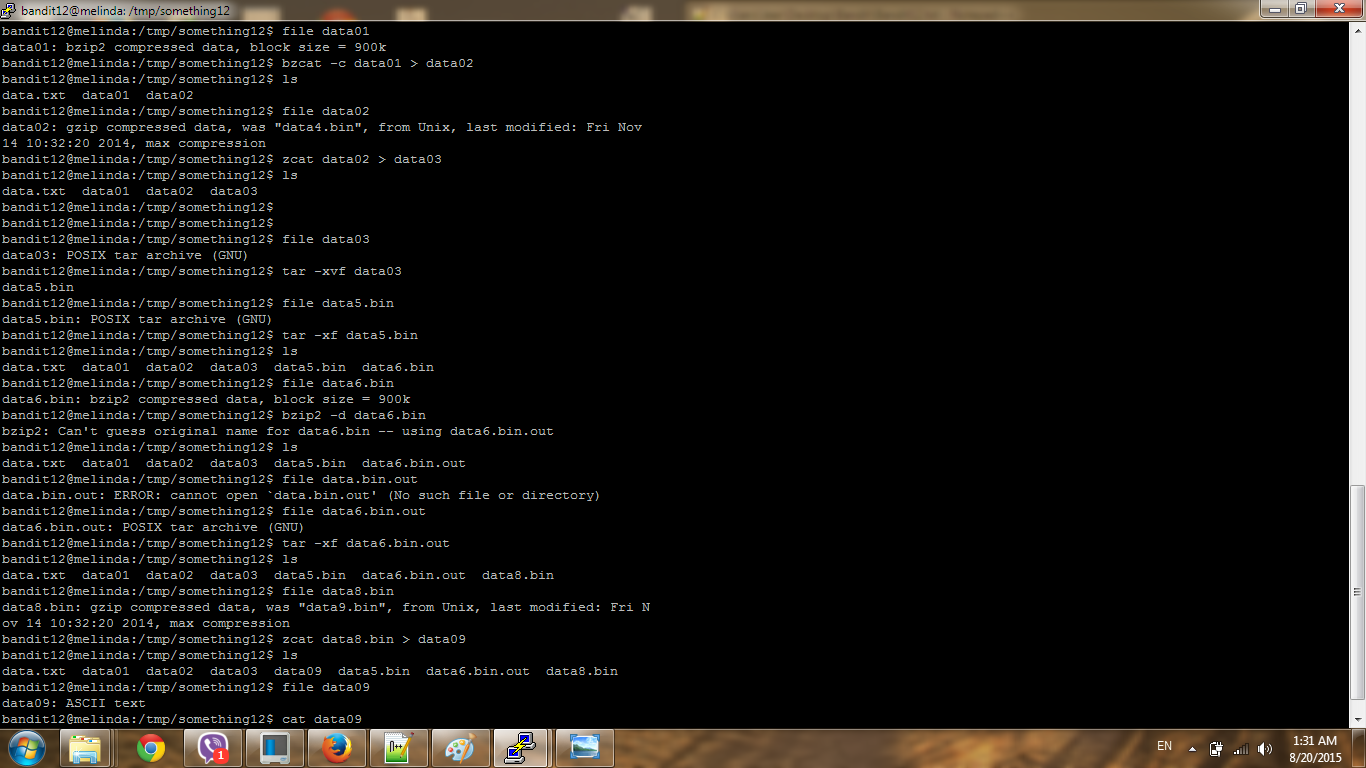 bandit12@melinda: /tmp/something12
bandit12@melinda:/tmp/something12$ file data01
data01: bzip2 compressed data, block size = 900k
bandit12@melinda:/tmp/something12$ bzcat -c data01 > data02
bandit12@melinda:/tmp/something12$ ls
data.txt  data01  data02
bandit12@melinda:/tmp/something12$ file data02
data02: gzip compressed data, was "data4.bin", from Unix, last modified: Fri Nov
14 10:32:20 2014, max compression
bandit12@melinda:/tmp/something12$ zcat data02 > data03
bandit12@melinda:/tmp/something12$ ls
data.txt  data01  data02  data03
bandit12@melinda:/tmp/something12$
bandit12@melinda:/tmp/something12$
bandit12@melinda:/tmp/something12$ file data03
data03: POSIX tar archive (GNU)
bandit12@melinda:/tmp/something12$ tar -xvf data03
data5.bin
bandit12@melinda:/tmp/something12$ file data5.bin
data5.bin: POSIX tar archive (GNU)
bandit12@melinda:/tmp/something12$ tar -xf data5.bin
bandit12@melinda:/tmp/something12$ ls
data.txt  data01  data02  data03  data5.bin  data6.bin
bandit12@melinda:/tmp/something12$ file data6.bin
data6.bin: bzip2 compressed data, block size = 900k
bandit12@melinda:/tmp/something12$ bzip2 -d data6.bin
bzip2: Can't guess original name for data6.bin -- using data6.bin.out
bandit12@melinda:/tmp/something12$ ls
data.txt  data01  data02  data03  data5.bin  data6.bin.out
bandit12@melinda:/tmp/something12$ file data.bin.out
data.bin.out: ERROR: cannot open `data.bin.out' (No such file or directory)
bandit12@melinda:/tmp/something12$ file data6.bin.out
data6.bin.out: POSIX tar archive (GNU)
bandit12@melinda:/tmp/something12$ tar -xf data6.bin.out
bandit12@melinda:/tmp/something12$ ls
data.txt  data01  data02  data03  data5.bin  data6.bin.out  data8.bin
bandit12@melinda:/tmp/something12$ file data8.bin
data8.bin: gzip compressed data, was "data9.bin", from Unix, last modified: Fri N
ov 14 10:32:20 2014, max compression
bandit12@melinda:/tmp/something12$ zcat data8.bin > data09
bandit12@melinda:/tmp/something12$ ls
data.txt  data01  data02  data03  data09  data5.bin  data6.bin.out  data8.bin
bandit12@melinda:/tmp/something12$ file data09
data09: ASCII text
bandit12@melinda:/tmp/something12$ cat data09
1
n++
EN
1:31 AM
8/20/2015